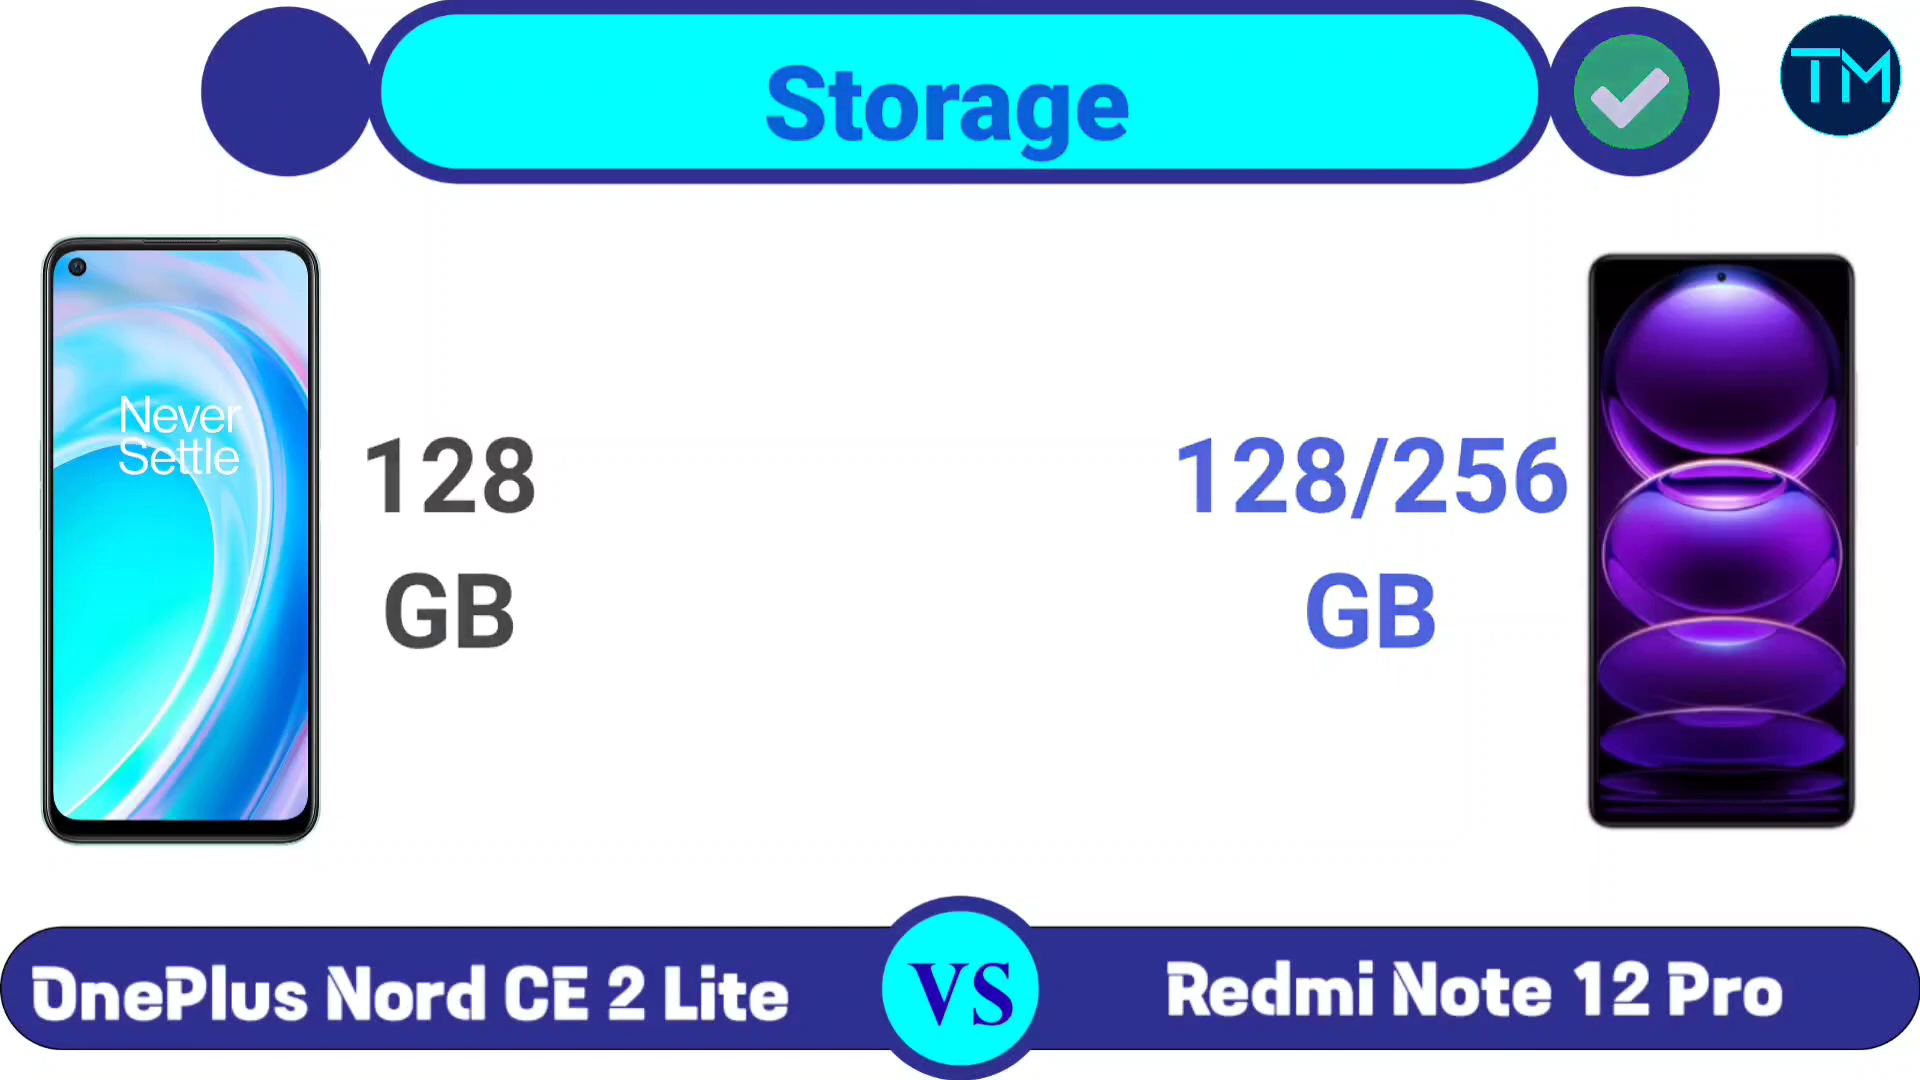 Storage
TM
Never
Settle
128
GB
128/256
GB
OnePlus Nord CE 2 Lite
VS
Redmi Note 12 Pro